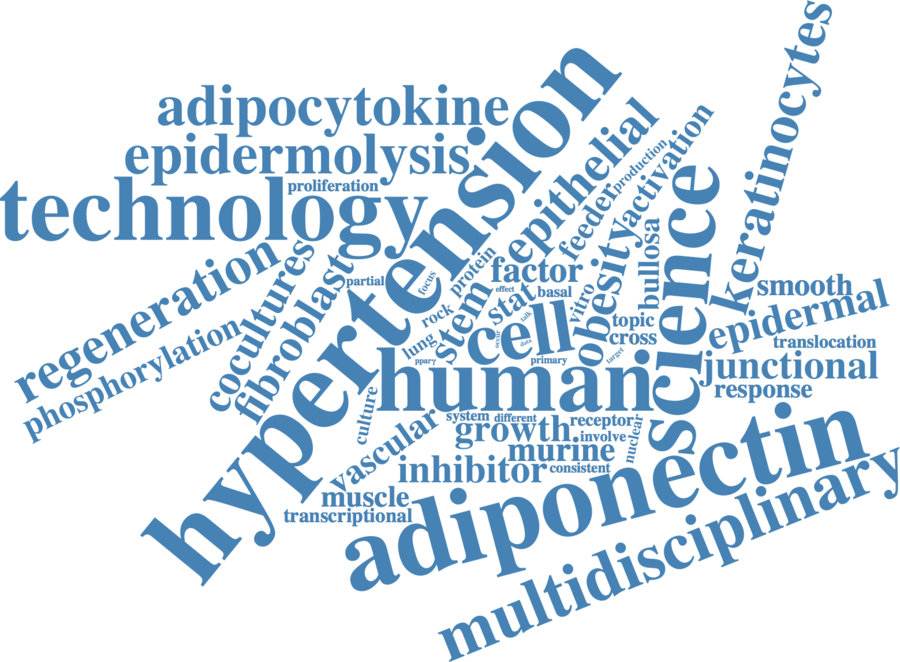 keratinocytes
hypertension
adipocytokine
epithelial
activation
epidermolysis
production
proliferation
technology
feeder
science
obesity
bullosa
regeneration
cocultures
fibroblast
partial
focus
protein
factor
effect
basal
stat
vitro
smooth
epidermal
phosphorylation
rock
stem
talk
topic
cross
translocation
lung
occur
cell
data
target
pparγ
primary
junctional
response
human
culture
vascular
system
different
receptor
nuclear
growth
involve
murine
adiponectin
inhibitor
consistent
muscle
transcriptional
multidisciplinary